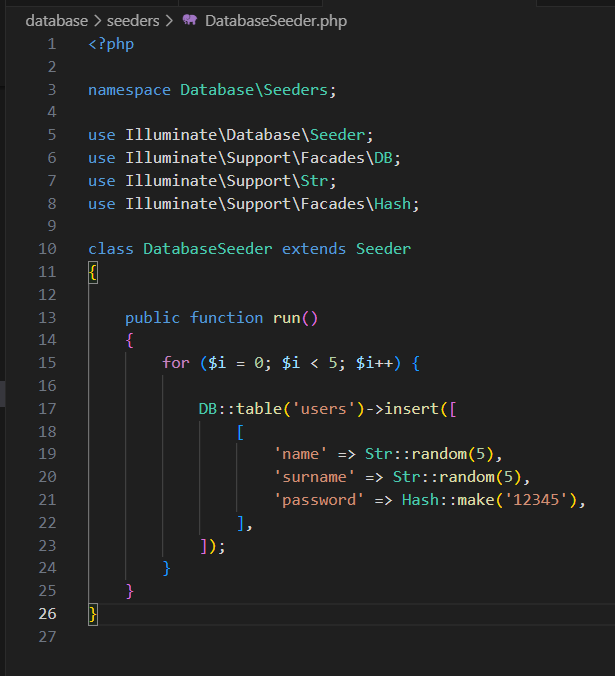 database > seeders > DatabaseSeeder.php
1 <?php
2
3 namespace Database\Seeders;
4
5 use Illuminate\Database\Seeder;
6 use Illuminate\Support\Facades\DB;
7 use Illuminate\Support\Str;
8 use Illuminate\Support\Facades\Hash;
9
10 class DatabaseSeeder extends Seeder
11 {
12
13     public function run()
14     {
15         for ($i = 0; $i < 5; $i++) {
16
17             DB::table('users')->insert([
18                 [
19                     'name' => Str::random(5),
20                     'surname' => Str::random(5),
21                     'password' => Hash::make('12345'),
22                 ],
23             ]);
24         }
25     }
26 }
27